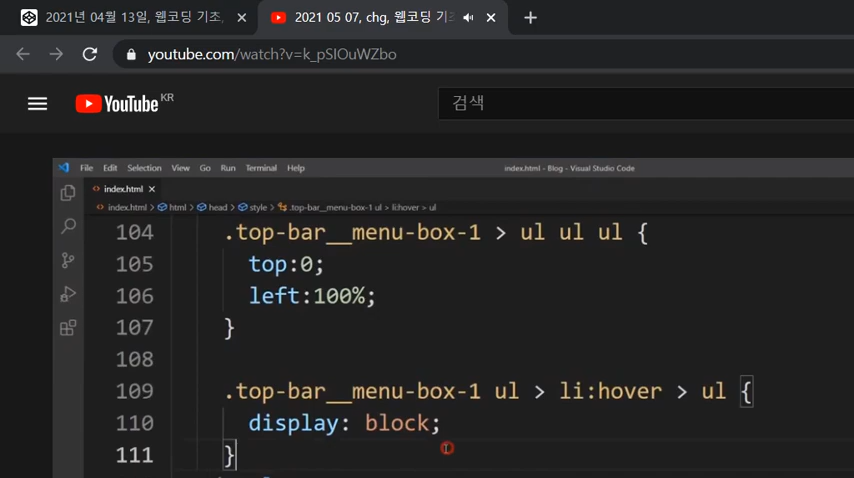 2021년 04월 13일, 웹코딩 기초,
2021 05 07, chg, 웹코딩 기초
youtube.com/watch?v=k_pSIOuWZbo
YouTube KR
검색
File Edit Selection View Go Run Terminal Help
index.html - Blog - Visual Studio Code
index.html
index.html > html > head > style > .top-bar__menu-box-1 ul > li:hover > ul
104 .top-bar__menu-box-1 > ul ul ul {
105 top:0;
106 left:100%;
107 }
108
109 .top-bar__menu-box-1 ul > li:hover > ul {
110 display: block;
111 }